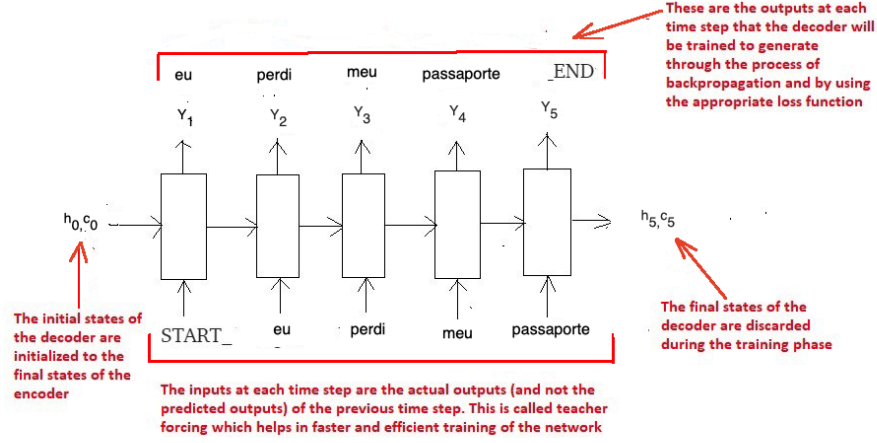 These are the outputs at each
time step that the decoder will
be trained to generate
through the process of
backpropagation and by using
the appropriate loss function
eu perdi meu passaporte _END
Y1 Y2 Y3 Y4 Y5
h0,c0 h5,c5
The initial states of
the decoder are
initialized to the
final states of the
encoder
START_ eu perdi meu passaporte
The final states of the
decoder are discarded
during the training phase
The inputs at each time step are the actual outputs (and not the
predicted outputs) of the previous time step. This is called teacher
forcing which helps in faster and efficient training of the network